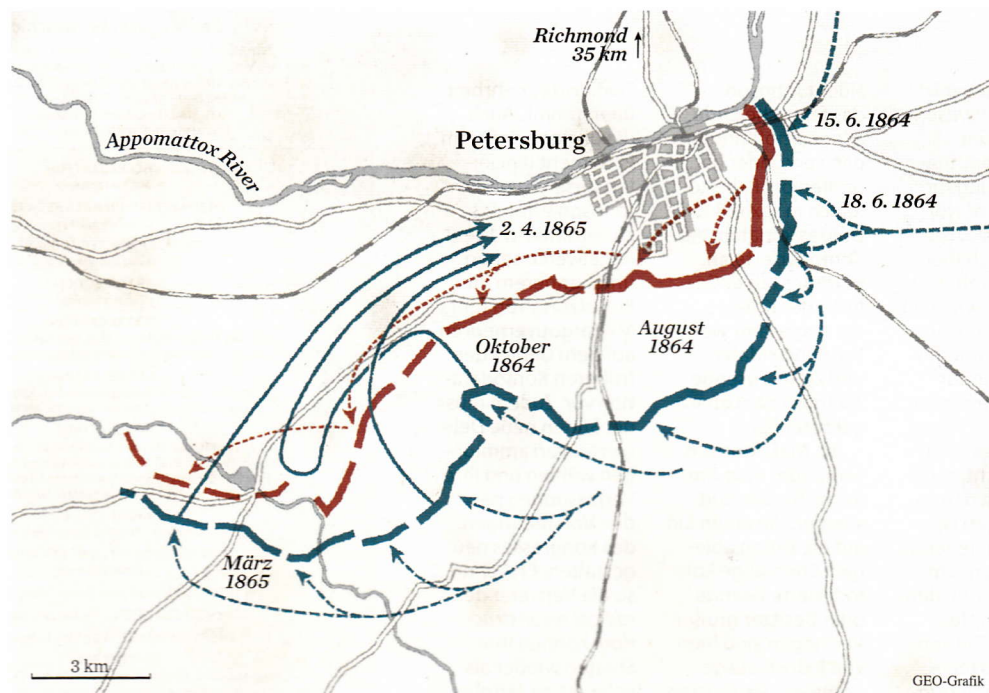 Richmond
35 km
Appomattox River
Petersburg
15. 6. 1864
18. 6. 1864
2. 4. 1865
August
1864
Oktober
1864
März
1865
3 km
GEO-Grafik